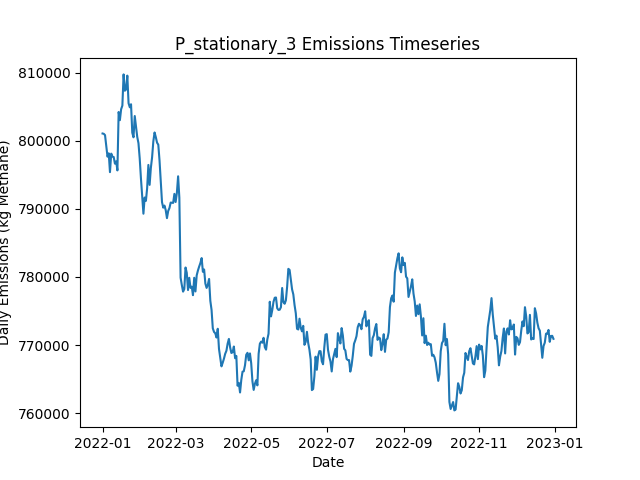 P_stationary_3 Emissions Timeseries
Daily Emissions (kg Methane)
810000
800000
790000
780000
770000
760000
2022-01 2022-03 2022-05 2022-07 2022-09 2022-11 2023-01
Date